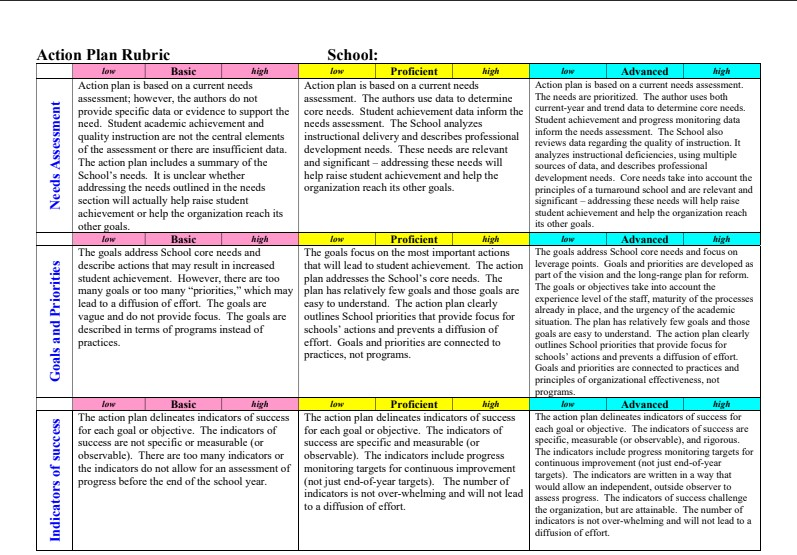 Action Plan Rubric School:
low Basic high low Proficient high low Advanced high
Needs Assessment
Action plan is based on a current needs
assessment; however, the authors do not
provide specific data or evidence to support the
need. Student academic achievement and
quality instruction are not the central elements
of the assessment or there are insufficient data.
The action plan includes a summary of the
School's needs. It is unclear whether
addressing the needs outlined in the needs
section will actually help raise student
achievement or help the organization reach its
other goals.
Action plan is based on a current needs
assessment. The authors use data to determine
core needs. Student achievement data inform the
needs assessment. The School analyzes
instructional delivery and describes professional
development needs. These needs are relevant
and significant – addressing these needs will
help raise student achievement and help the
organization reach its other goals.
Action plan is based on a current needs assessment.
The needs are prioritized. The author uses both
current-year and trend data to determine core needs.
Student achievement and progress monitoring data
inform the needs assessment. The School also
reviews data regarding the quality of instruction. It
analyzes instructional deficiencies, using multiple
sources of data, and describes professional
development needs. Core needs take into account the
principles of a turnaround school and are relevant and
significant – addressing these needs will help raise
student achievement and help the organization reach
its other goals.
low Basic high low Proficient high low Advanced high
Goals and Priorities
The goals address School core needs and
describe actions that may result in increased
student achievement. However, there are too
many goals or too many "priorities," which may
lead to a diffusion of effort. The goals are
vague and do not provide focus. The goals are
described in terms of programs instead of
practices.
The goals focus on the most important actions
that will lead to student achievement. The action
plan addresses the School's core needs. The
plan has relatively few goals and those goals are
easy to understand. The action plan clearly
outlines School priorities that provide focus for
schools' actions and prevents a diffusion of
effort. Goals and priorities are connected to
practices, not programs.
The goals address School core needs and focus on
leverage points. Goals and priorities are developed as
part of the vision and the long-range plan for reform.
The goals or objectives take into account the
experience level of the staff, maturity of the processes
already in place, and the urgency of the academic
situation. The plan has relatively few goals and those
goals are easy to understand. The action plan clearly
outlines School priorities that provide focus for
schools' actions and prevents a diffusion of effort.
Goals and priorities are connected to practices and
principles of organizational effectiveness, not
programs.
low Basic high low Proficient high low Advanced high
Indicators of success
The action plan delineates indicators of success
for each goal or objective. The indicators of
success are not specific or measurable (or
observable). There are too many indicators or
the indicators do not allow for an assessment of
progress before the end of the school year.
The action plan delineates indicators of success
for each goal or objective. The indicators of
success are specific and measurable (or
observable). The indicators include progress
monitoring targets for continuous improvement
(not just end-of-year targets). The number of
indicators is not over-whelming and will not lead
to a diffusion of effort.
The action plan delineates indicators of success for
each goal or objective. The indicators of success are
specific, measurable (or observable), and rigorous.
The indicators include progress monitoring targets for
continuous improvement (not just end-of-year
targets). The indicators are written in a way that
would allow an independent, outside observer to
assess progress. The indicators of success challenge
the organization, but are attainable. The number of
indicators is not over-whelming and will not lead to a
diffusion of effort.